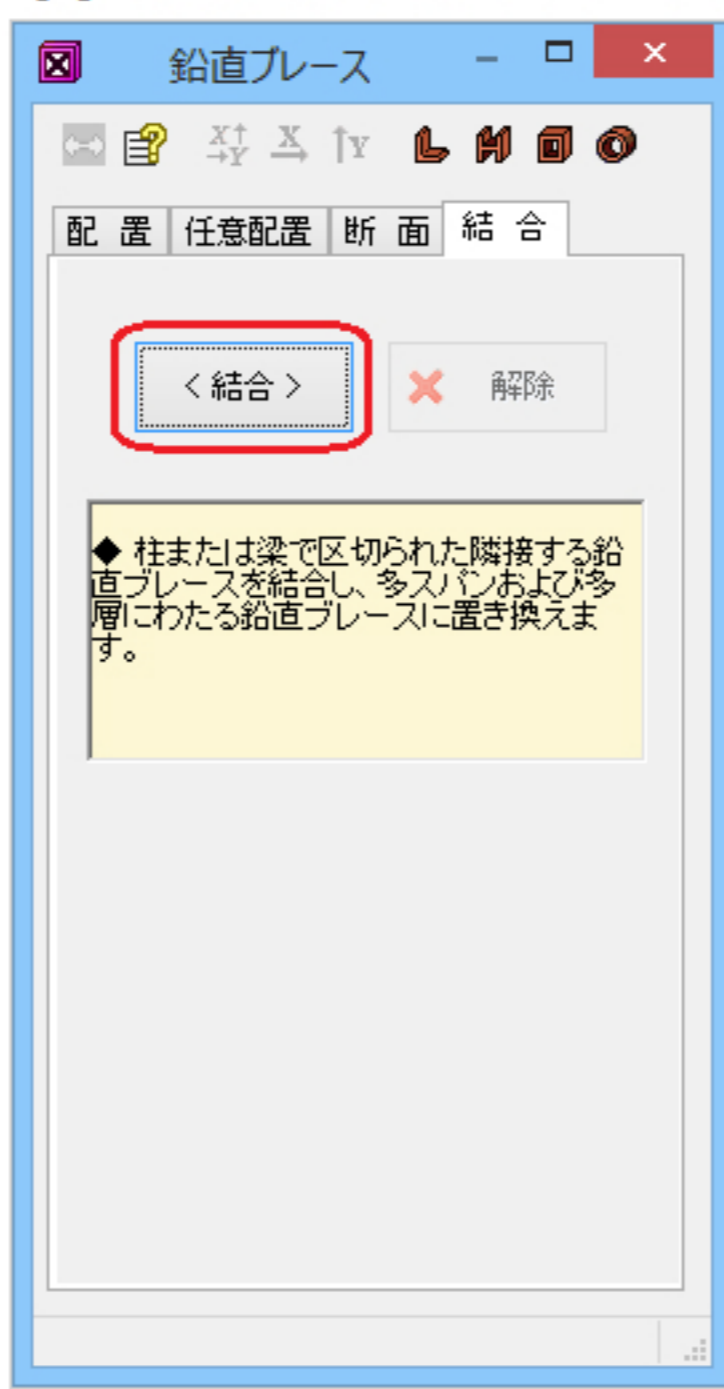 鉛直ブレース
X Y X Y
配 置 任意配置 断 面 結 合
<結合> 解除
◆ 柱または梁で区切られた隣接する鉛
直ブレースを結合し、多スパンおよび多
層にわたる鉛直ブレースに置き換えま
す。